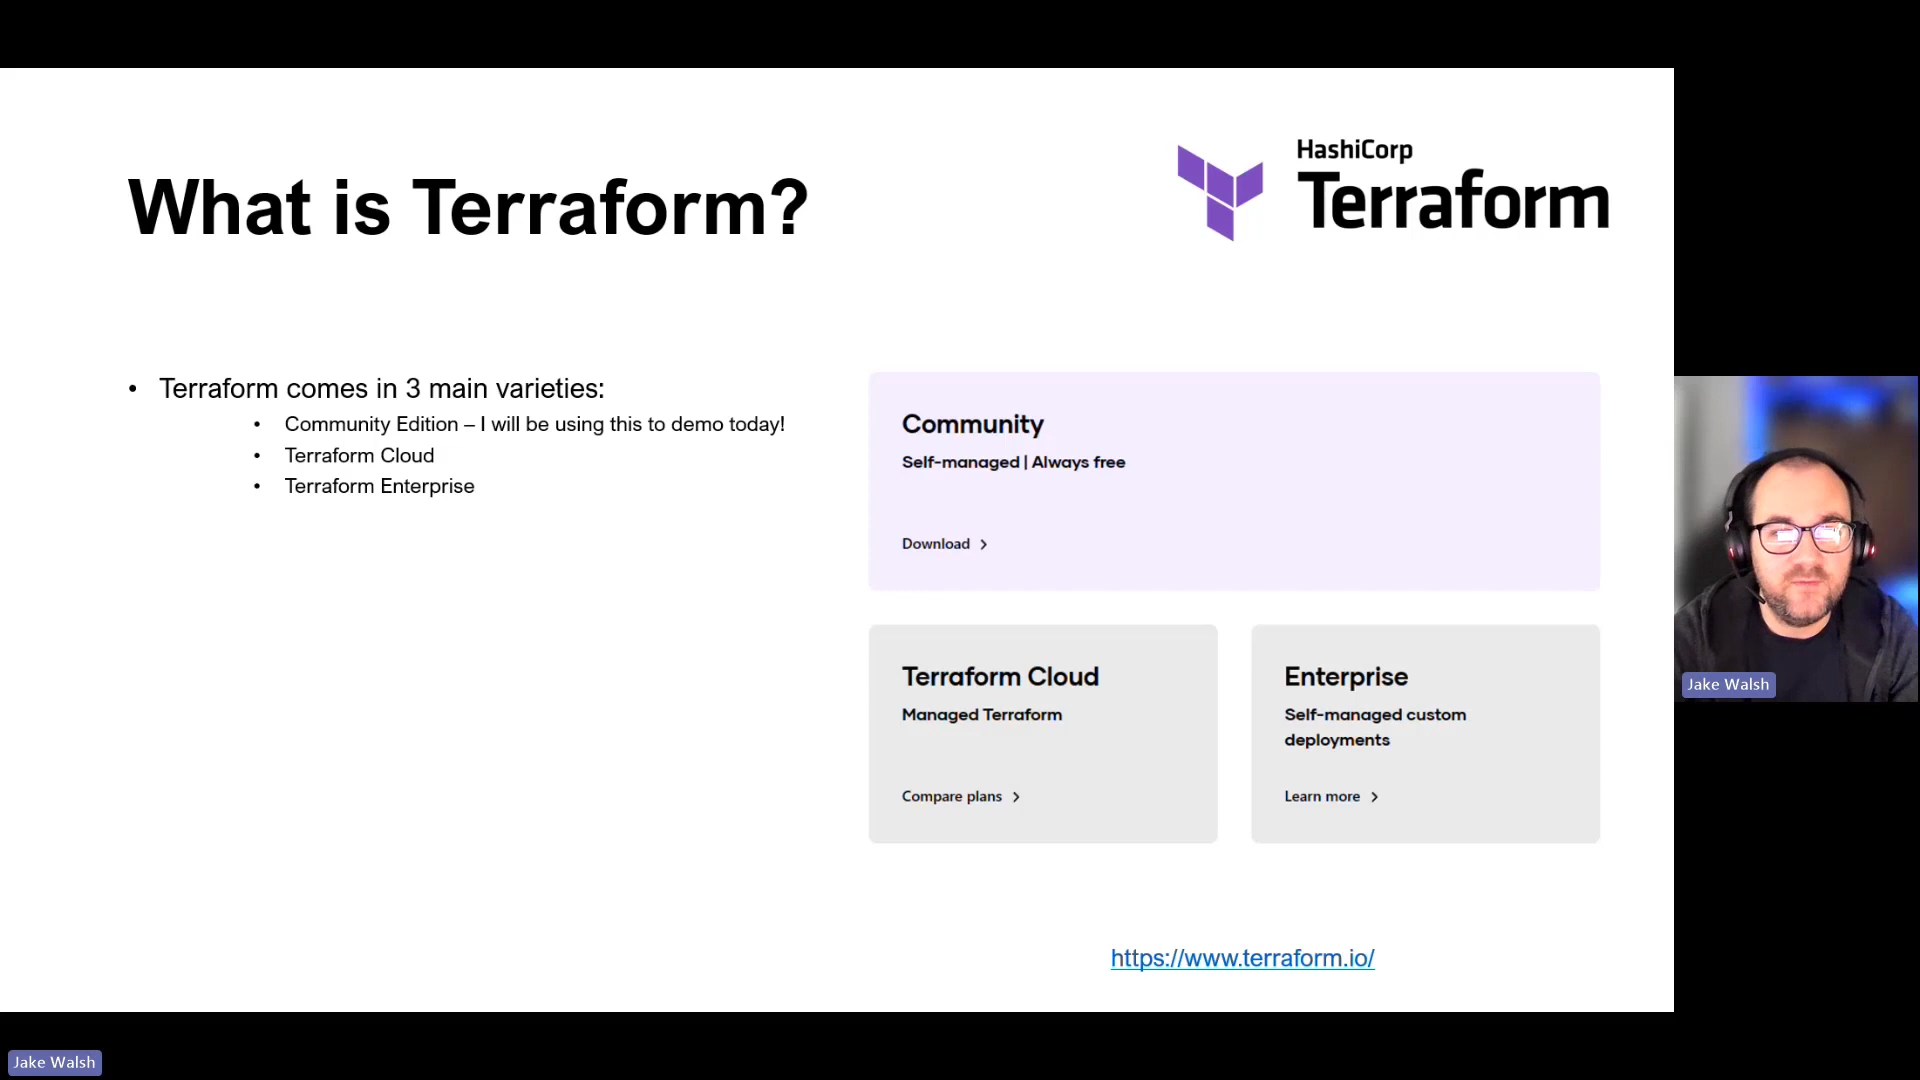 What is Terraform?
HashiCorp
Terraform
• Terraform comes in 3 main varieties:
• Community Edition – I will be using this to demo today!
• Terraform Cloud
• Terraform Enterprise
Community
Self-managed | Always free
Download >
Terraform Cloud
Managed Terraform
Compare plans >
Enterprise
Self-managed custom
deployments
Learn more >
https://www.terraform.io/
Jake Walsh
Jake Walsh